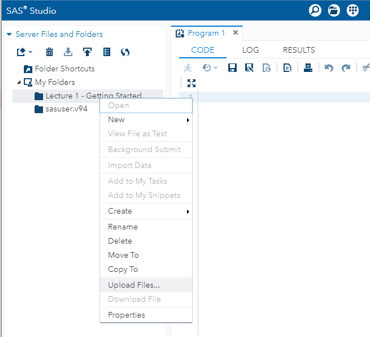 SAS® Studio
Server Files and Folders
Folder Shortcuts
My Folders
Lecture 1 - Getting Started
sasuser.v94
Open
New
View File as Text
Background Submit
Import Data
Add to My Tasks
Add to My Snippets
Create
Rename
Delete
Move To
Copy To
Upload Files...
Download File
Properties
Program 1 ×
CODE LOG RESULTS